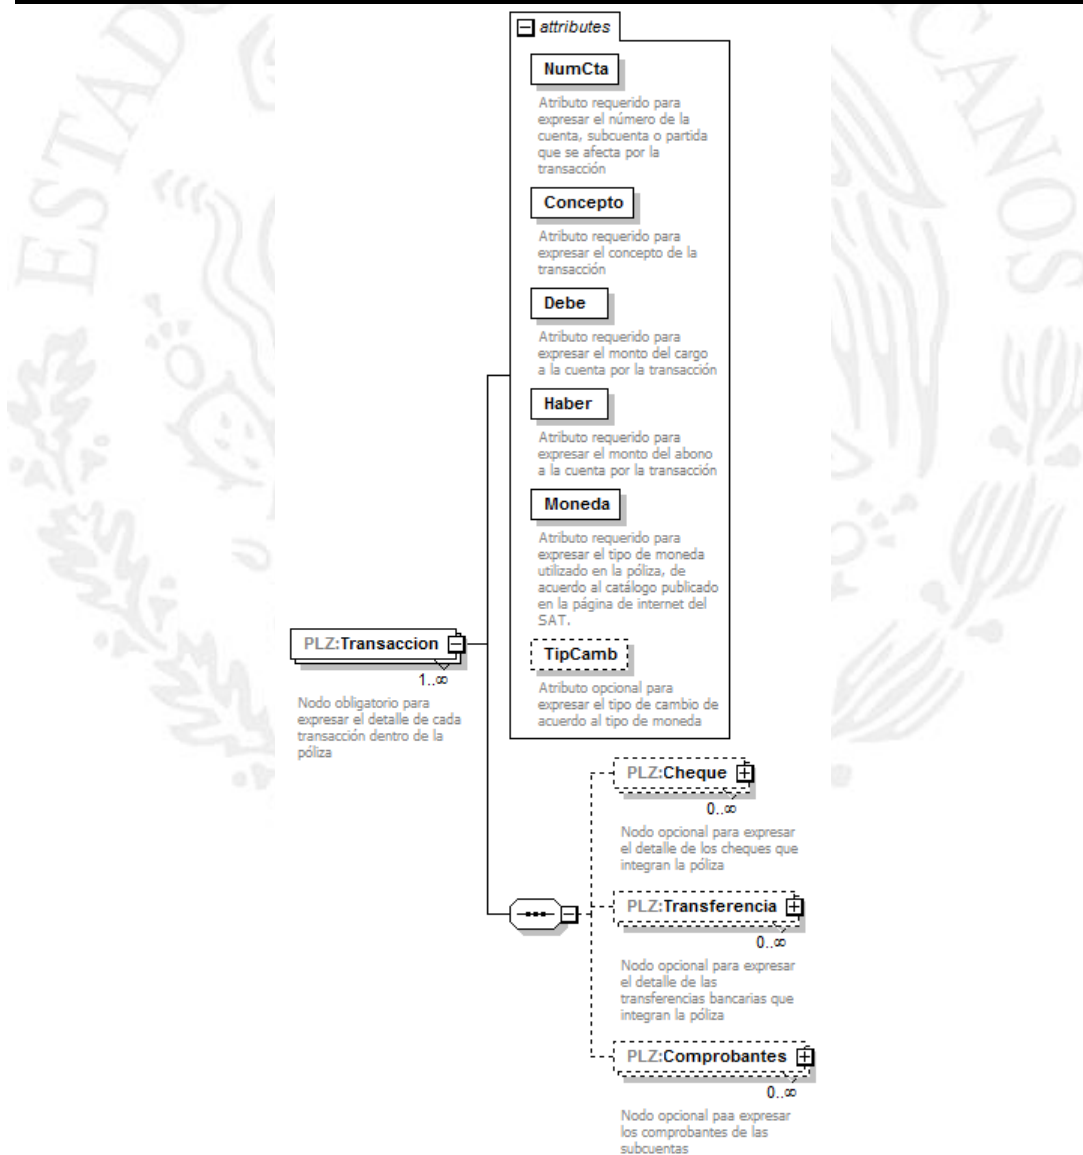 attributes
NumCta
Atributo requerido para
expresar el número de la
cuenta, subcuenta o partida
que se afecta por la
transacción
Concepto
Atributo requerido para
expresar el concepto de la
transacción
Debe
Atributo requerido para
expresar el monto del cargo
a la cuenta por la transacción
Haber
Atributo requerido para
expresar el monto del abono
a la cuenta por la transacción
Moneda
Atributo requerido para
expresar el tipo de moneda
utilizado en la póliza, de
acuerdo al catálogo publicado
en la página de internet del
SAT.
TipCamb
Atributo opcional para
expresar el tipo de cambio de
acuerdo al tipo de moneda
PLZ:Transaccion
1..∞
Nodo obligatorio para
expresar el detalle de cada
transacción dentro de la
póliza
PLZ:Cheque
0..∞
Nodo opcional para expresar
el detalle de los cheques que
integran la póliza
PLZ:Transferencia
0..∞
Nodo opcional para expresar
el detalle de las
transferencias bancarias que
integran la póliza
PLZ:Comprobantes
0..∞
Nodo opcional paa expresar
los comprobantes de las
subcuentas
ESTAD
CANOS